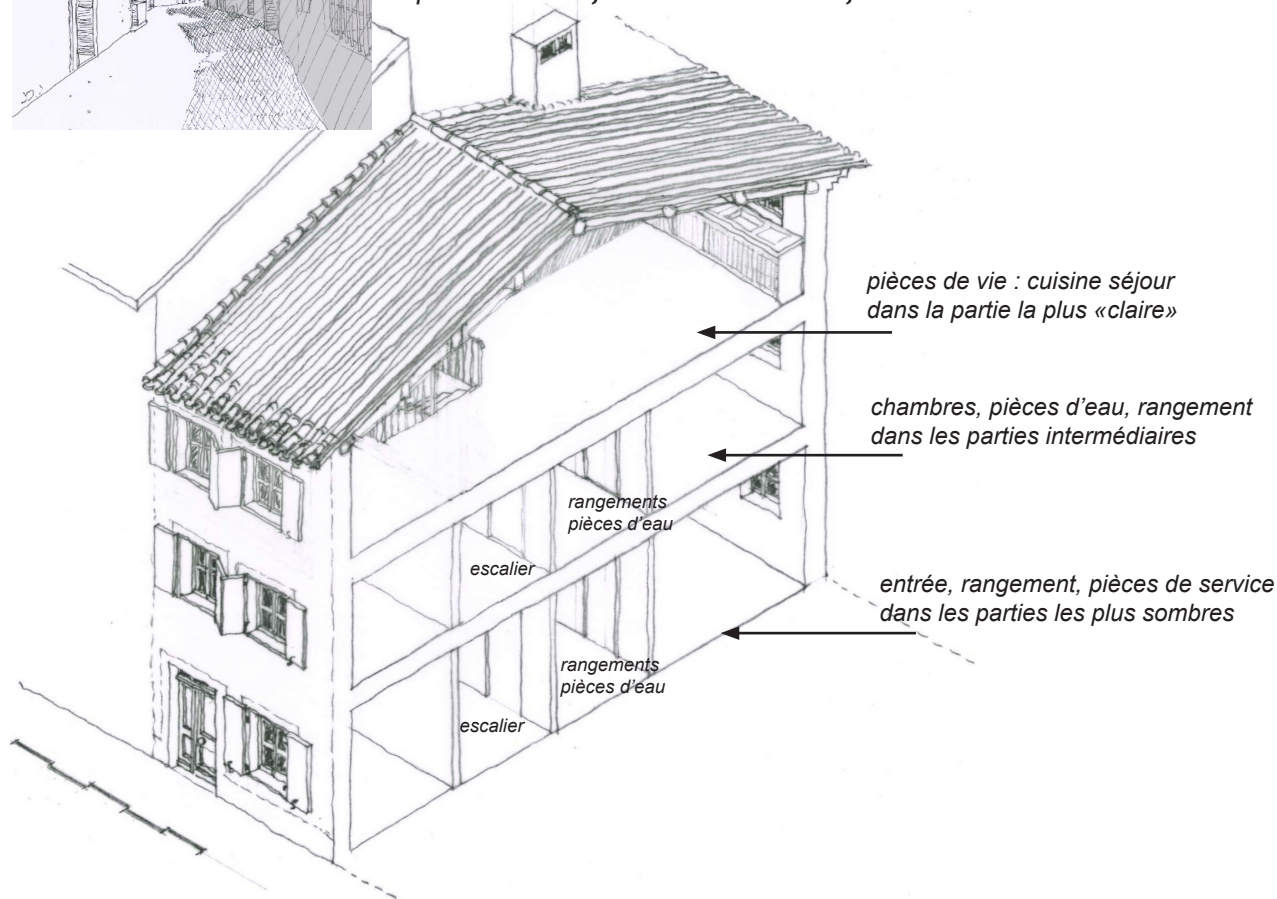 pièces de vie : cuisine séjour
dans la partie la plus «claire»
chambres, pièces d'eau, rangement
dans les parties intermédiaires
rangements
pièces d'eau
escalier
entrée, rangement, pièces de service
dans les parties les plus sombres
rangements
pièces d'eau
escalier